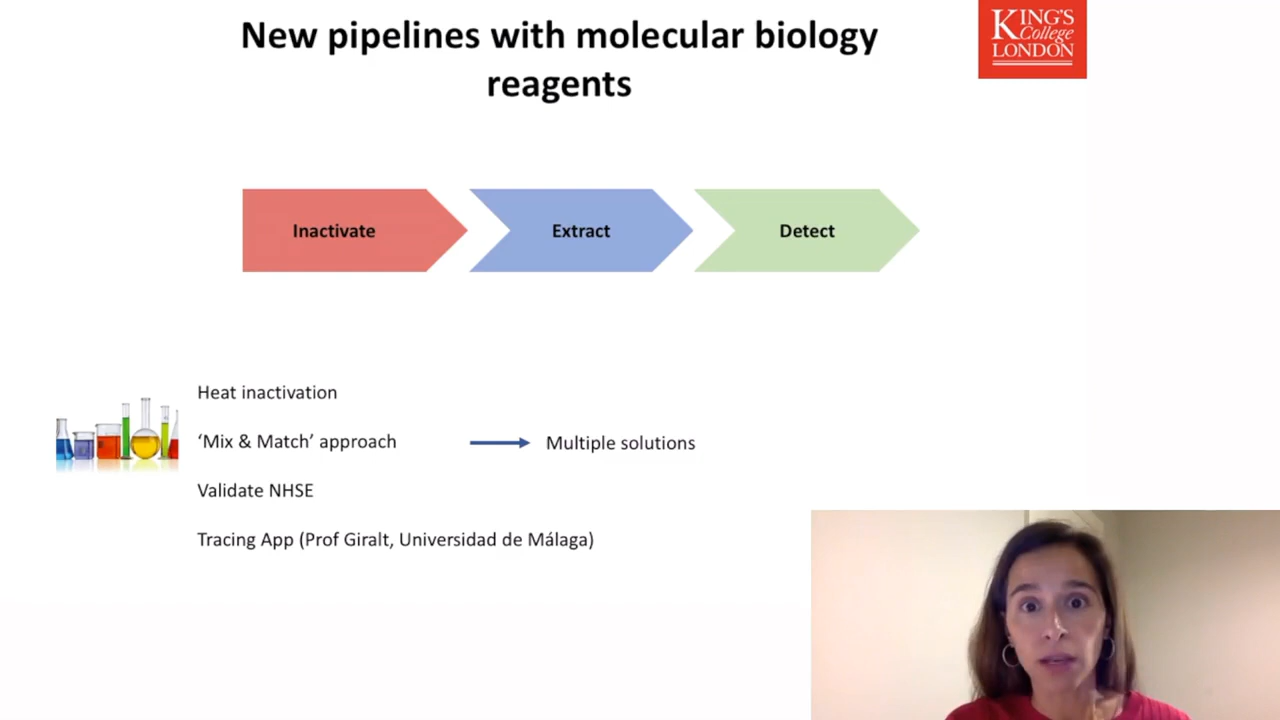 New pipelines with molecular biology
reagents
KING'S
College
LONDON
Inactivate
Extract
Detect
Heat inactivation
‘Mix & Match’ approach
Multiple solutions
Validate NHSE
Tracing App (Prof Giralt, Universidad de Málaga)